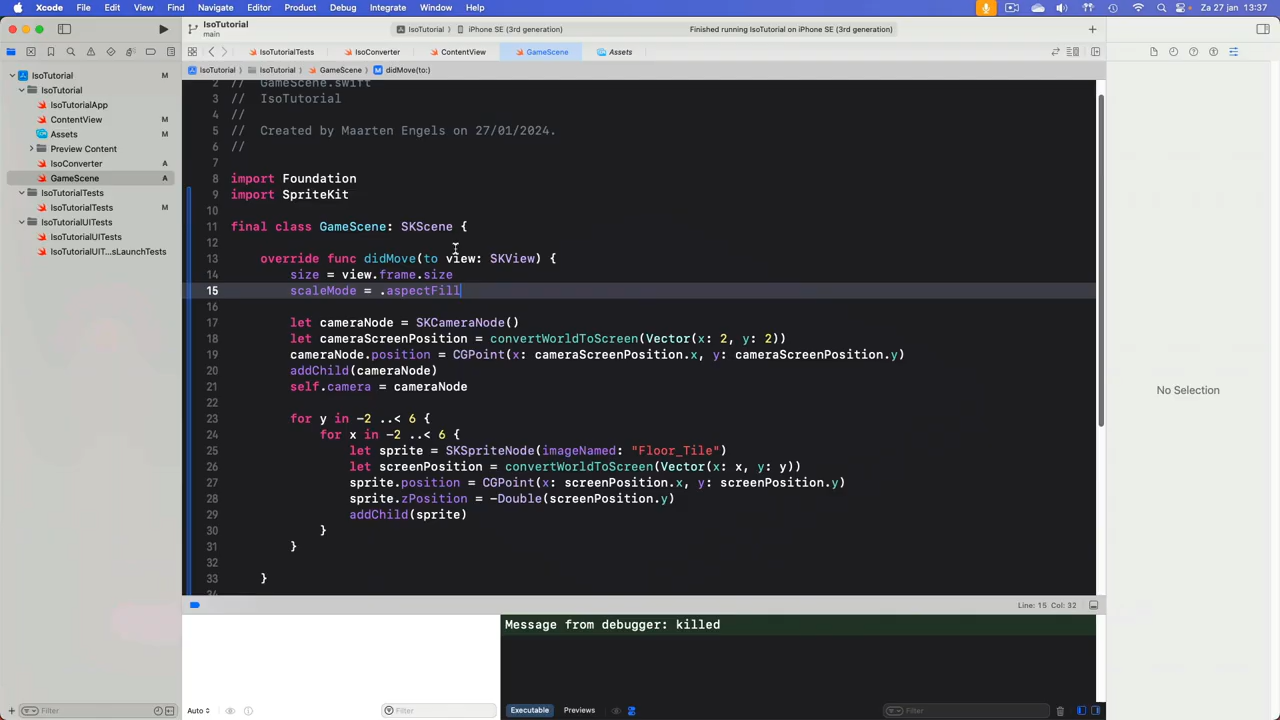 Xcode File Edit View Find Navigate Editor Product Debug Integrate Window Help
Za 27 jan 13:37
IsoTutorial
main
IsoTutorial
iPhone SE (3rd generation)
Finished running IsoTutorial on iPhone SE (3rd generation)
IsoTutorialTests
IsoConverter
ContentView
GameScene
Assets
IsoTutorial
IsoTutorial
GameScene
didMove(to:)
IsoTutorial M
IsoTutorial
IsoTutorialApp
ContentView M
Assets M
Preview Content
IsoConverter A
GameScene A
IsoTutorialTests
IsoTutorialTests M
IsoTutorialUITests
IsoTutorialUITests
IsoTutorialUIT...sLaunchTests
2 // GameScene.swift
3 // IsoTutorial
4 //
5 // Created by Maarten Engels on 27/01/2024.
6 //
7
8 import Foundation
9 import SpriteKit
10
11 final class GameScene: SKScene {
12
13 override func didMove(to view: SKView) {
14 size = view.frame.size
15 scaleMode = .aspectFill
16
17 let cameraNode = SKCameraNode()
18 let cameraScreenPosition = convertWorldToScreen(Vector(x: 2, y: 2))
19 cameraNode.position = CGPoint(x: cameraScreenPosition.x, y: cameraScreenPosition.y)
20 addChild(cameraNode)
21 self.camera = cameraNode
22
23 for y in -2 ..< 6 {
24 for x in -2 ..< 6 {
25 let sprite = SKSpriteNode(imageNamed: "Floor_Tile")
26 let screenPosition = convertWorldToScreen(Vector(x: x, y: y))
27 sprite.position = CGPoint(x: screenPosition.x, y: screenPosition.y)
28 sprite.zPosition = -Double(screenPosition.y)
29 addChild(sprite)
30 }
31 }
32
33 }
34
No Selection
Line: 15 Col: 32
Message from debugger: killed
Filter
Auto
Filter
Executable
Previews
Filter